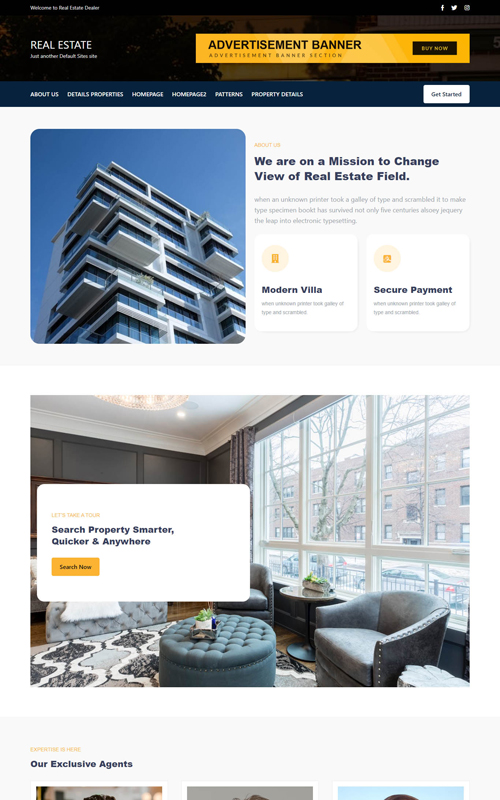 Welcome to Real Estate Dealer
REAL ESTATE
Just another Default Sites site
ADVERTISEMENT BANNER
ADVERTISEMENT BANNER SECTION
BUY NOW
ABOUT US DETAILS PROPERTIES HOMEPAGE HOMEPAGE2 PATTERNS PROPERTY DETAILS
Get Started
ABOUT US
We are on a Mission to Change
View of Real Estate Field.
when an unknown printer took a galley of type and scrambled it to make
type specimen bookt has survived not only five centuries alsoey jequery
the leap into electronic typesetting.
Modern Villa
when unknown printer took galley of
type and scrambled.
Secure Payment
when unknown printer took galley of
type and scrambled.
LET'S TAKE A TOUR
Search Property Smarter,
Quicker & Anywhere
Search Now
EXPERTISE IS HERE
Our Exclusive Agents